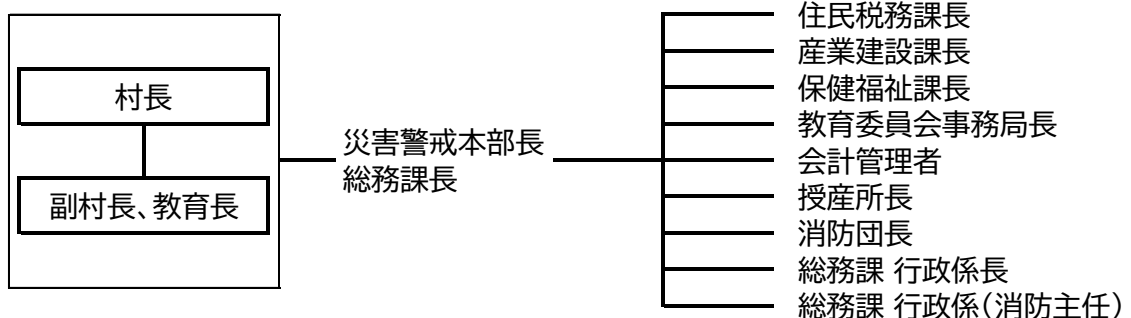 村長
副村長、教育長
災害警戒本部長
総務課長
住民税務課長
産業建設課長
保健福祉課長
教育委員会事務局長
会計管理者
授産所長
消防団長
総務課 行政係長
総務課 行政係(消防主任)